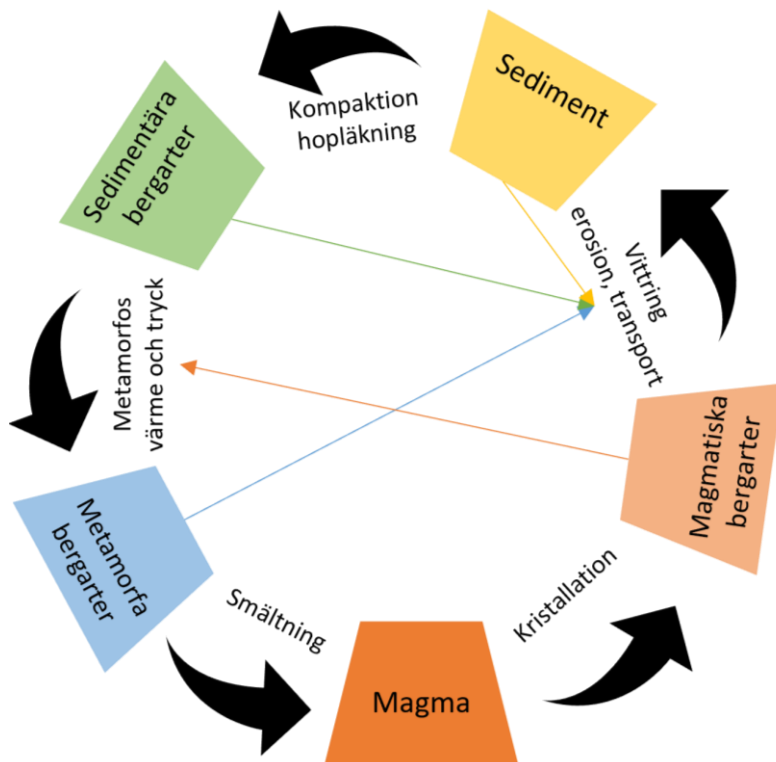 Sediment
Kompaktion
hopläkning
Sedimentära
bergarter
Vittring
erosion, transport
Metamorfos
värme och tryck
Magmatiska
bergarter
Metamorfa
bergarter
Smältning
Kristallation
Magma